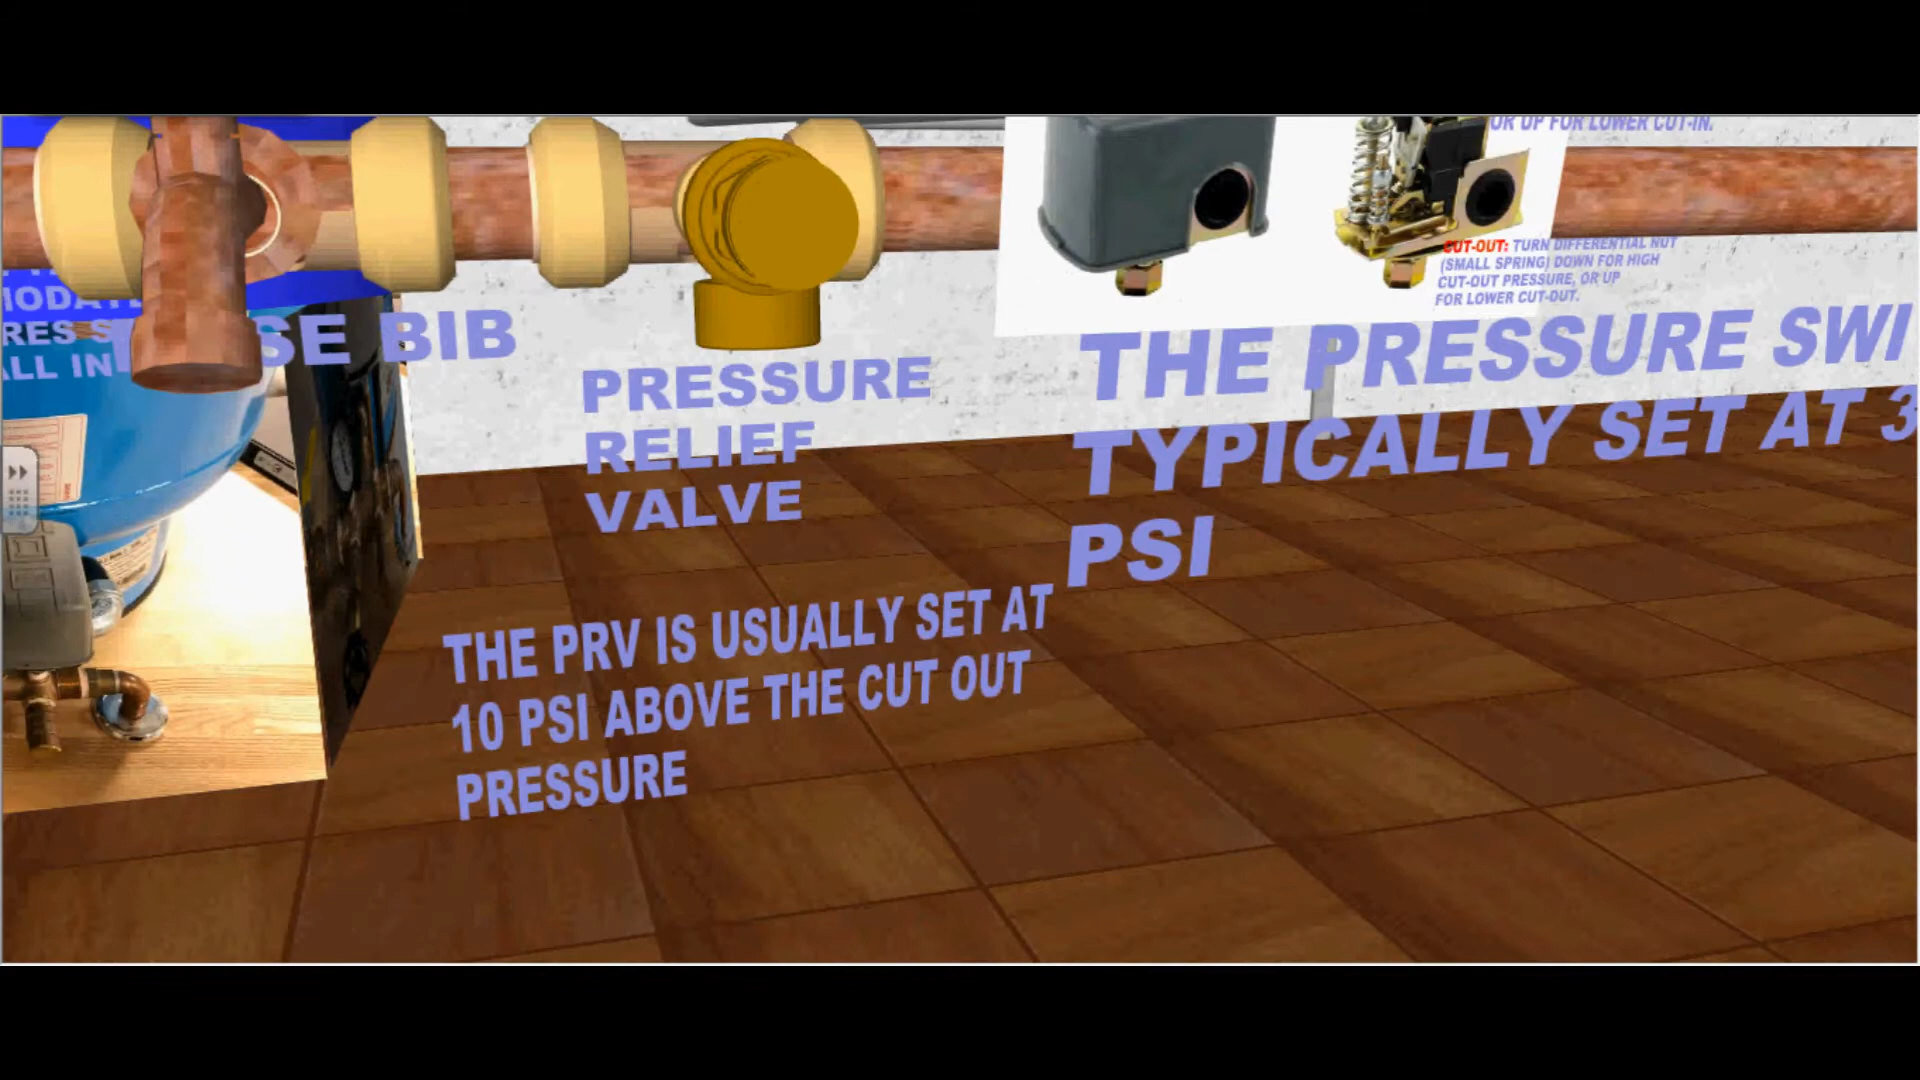 OR UP FOR LOWER CUT-IN.
CUT-OUT: TURN DIFFERENTIAL NUT
(SMALL SPRING) DOWN FOR HIGH
CUT-OUT PRESSURE, OR UP
FOR LOWER CUT-OUT.
ALL IN
SE BIB
PRESSURE
RELIEF
VALVE
THE PRESSURE SWI
TYPICALLY SET AT 3
PSI
THE PRV IS USUALLY SET AT
10 PSI ABOVE THE CUT OUT
PRESSURE